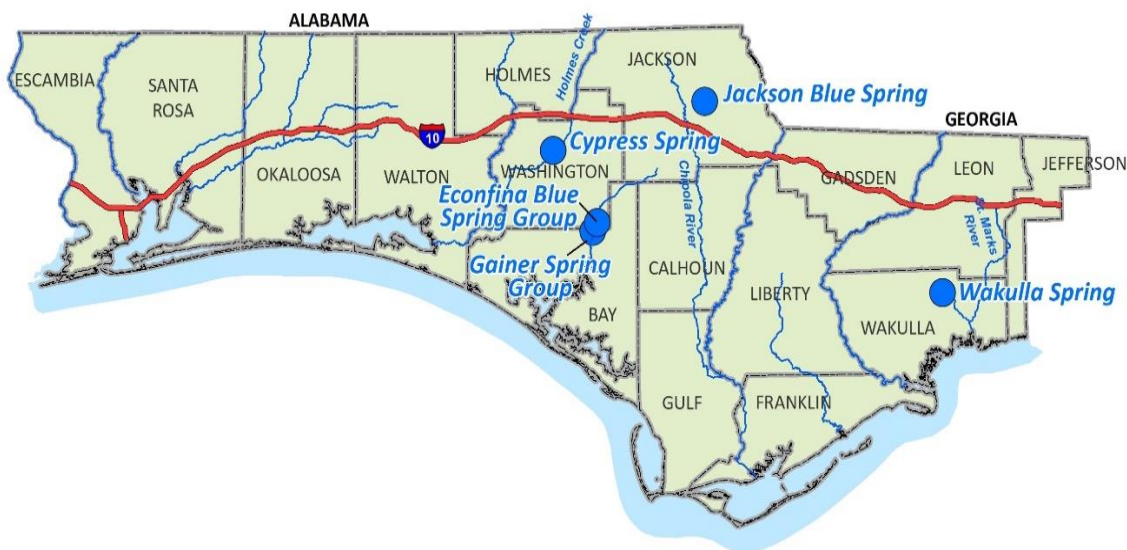 ALABAMA
ESCAMBIA
SANTA
ROSA
OKALOOSA
WALTON
HOLMES
Holmes Creek
JACKSON
Jackson Blue Spring
10
Cypress Spring
WASHINGTON
Econfina Blue
Spring Group
Gainer Spring
Group
BAY
Chipola River
CALHOUN
GULF
LIBERTY
FRANKLIN
GEORGIA
GADSDEN
LEON
JEFFERSON
St. Marks
River
Wakulla Spring
WAKULLA